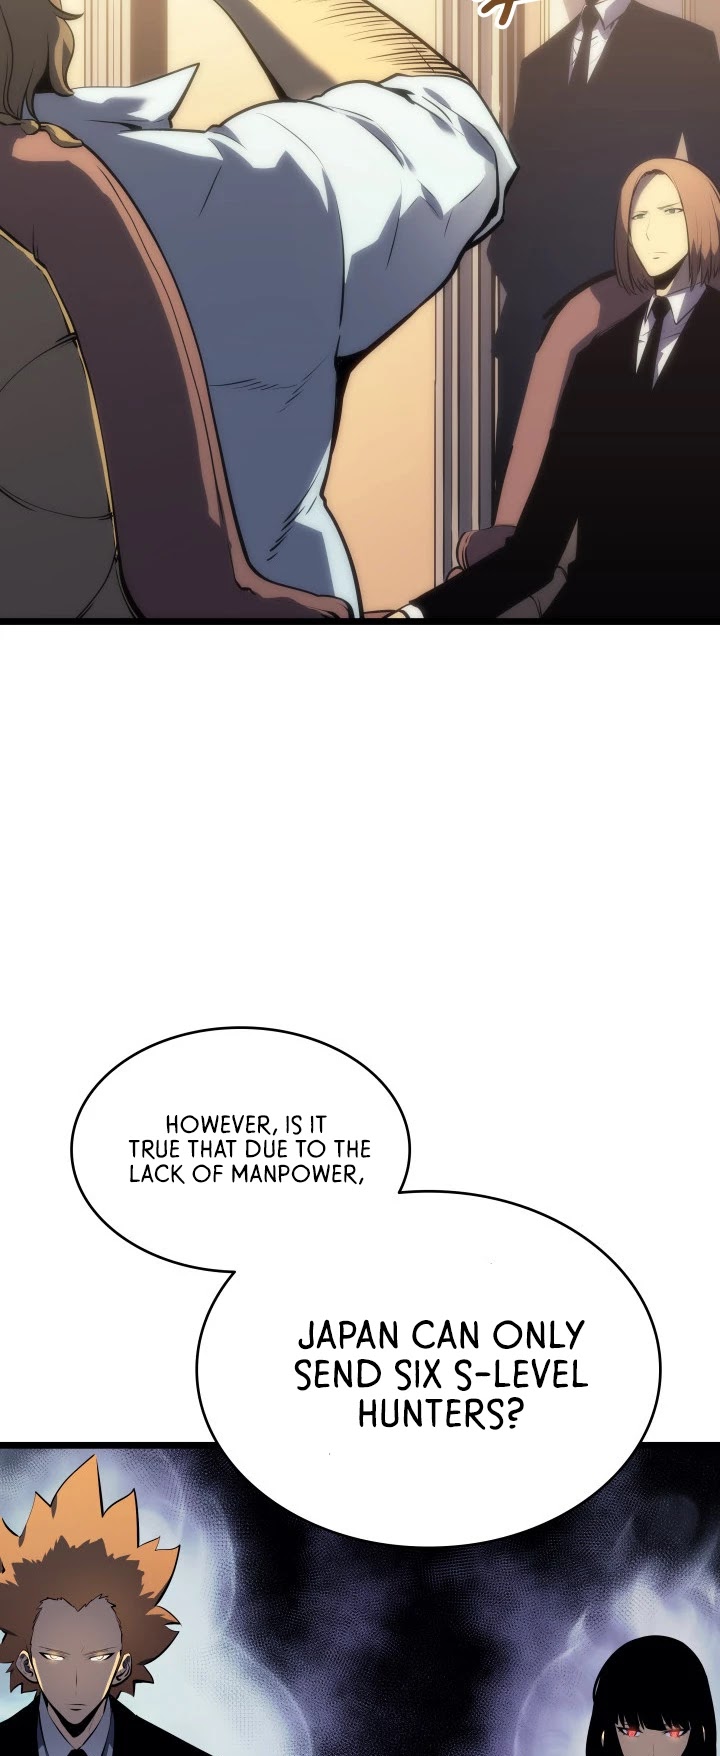 HOWEVER, IS IT
TRUE THAT DUE TO THE
LACK OF MANPOWER,
JAPAN CAN ONLY
SEND SIX S-LEVEL
HUNTERS?